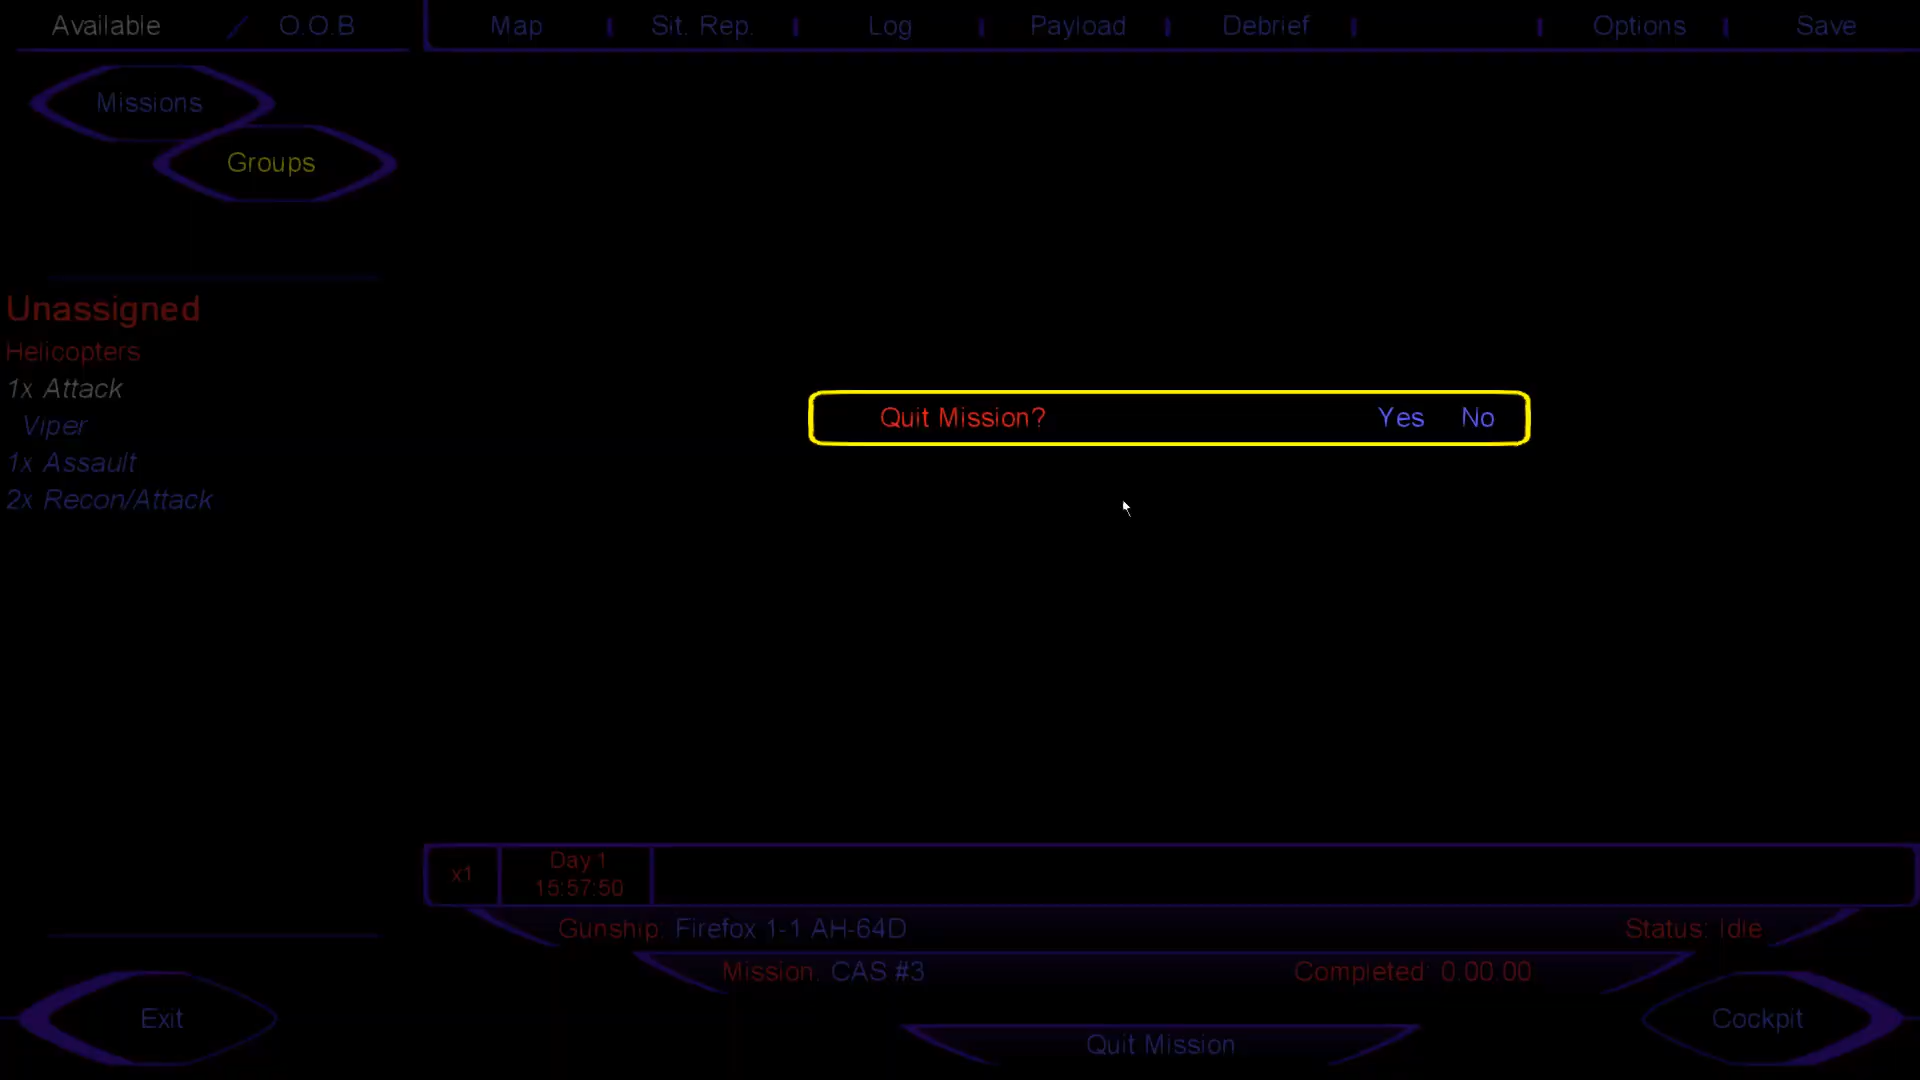 Available / O.O.B
Map | Sit. Rep. | Log | Payload | Debrief | | Options | Save
Missions
Groups
Unassigned
Helicopters
1x Attack
Viper
1x Assault
2x Recon/Attack
Quit Mission? Yes No
x1
Day 1
15:57:50
Gunship: Firefox 1-1 AH-64D Status: Idle
Mission: CAS #3 Completed: 0.00.00
Exit
Cockpit
Quit Mission